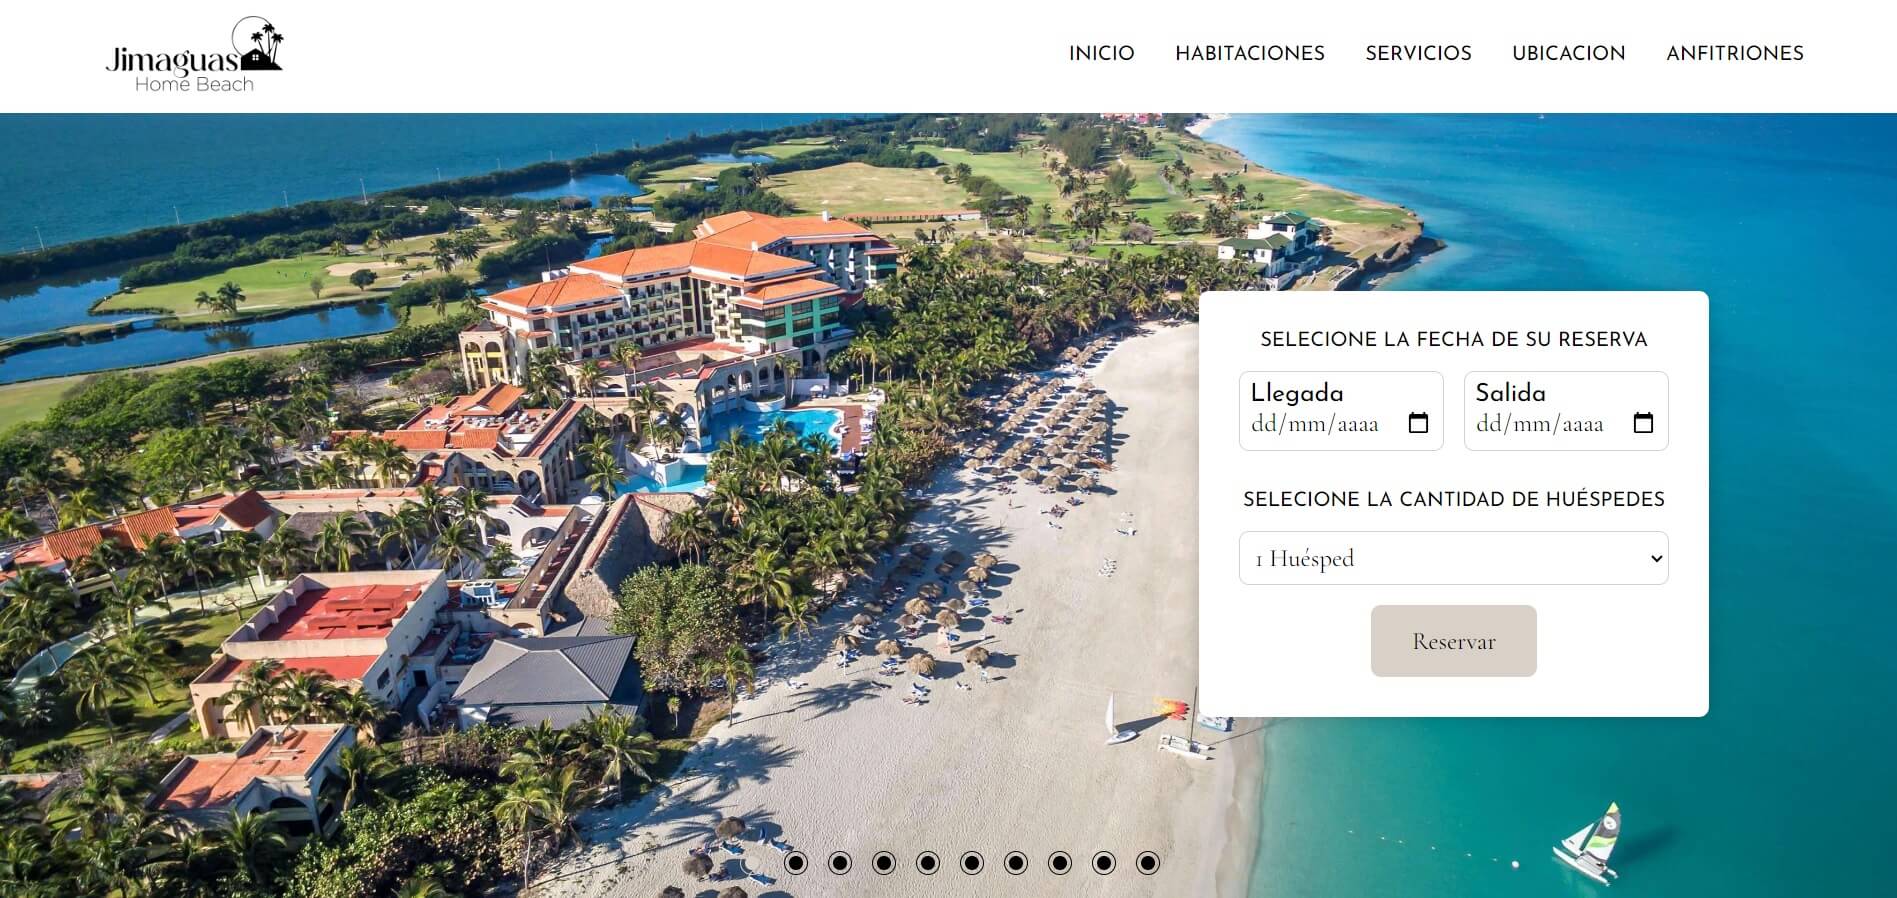 Jimaguas
Home Beach
INICIO HABITACIONES SERVICIOS UBICACION ANFITRIONES
SELECIONE LA FECHA DE SU RESERVA
Llegada Salida
dd/mm/aaaa dd/mm/aaaa
SELECIONE LA CANTIDAD DE HUÉSPEDES
1 Huésped
Reservar